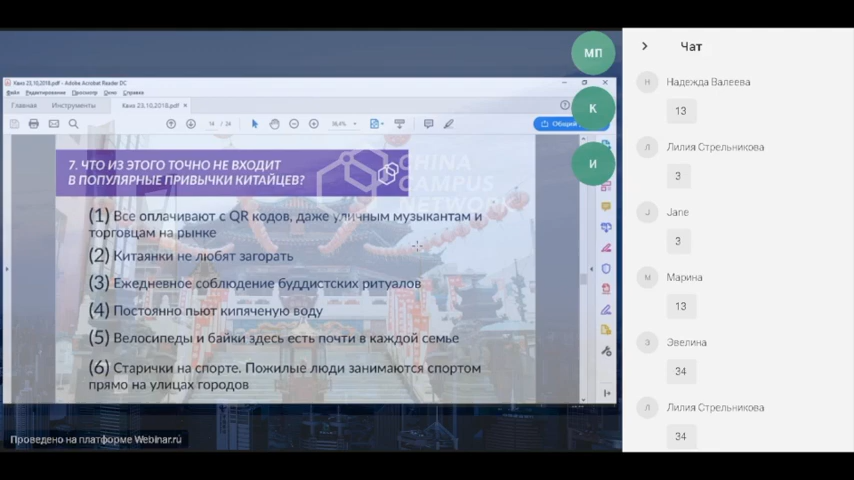 Чат
МП
К
И
Кана 23,10,2018.pdf - Adobe Acrobat Reader DC
Файл Редактирование Просмотр Окно Справка
Главная Инструменты Кана 23,10,2018.pdf
14 / 24
Общий
7. ЧТО ИЗ ЭТОГО ТОЧНО НЕ ВХОДИТ
В ПОПУЛЯРНЫЕ ПРИВЫЧКИ КИТАЙЦЕВ?
CHINA
CAMPUS
NETWORK
(1) Все оплачивают с QR кодов, даже уличным музыкантам и
торговцам на рынке
(2) Китаянки не любят загорать
(3) Ежедневное соблюдение буддистских ритуалов
(4) Постоянно пьют кипяченую воду
(5) Велосипеды и байки здесь есть почти в каждой семье
(6) Старички на спорте. Пожилые люди занимаются спортом
прямо на улицах городов
Проведено на платформе Webinar.ru
Н Надежда Валеева
13
Л Лилия Стрельникова
3
J Jane
3
М Марина
13
Э Эвелина
34
Л Лилия Стрельникова
34